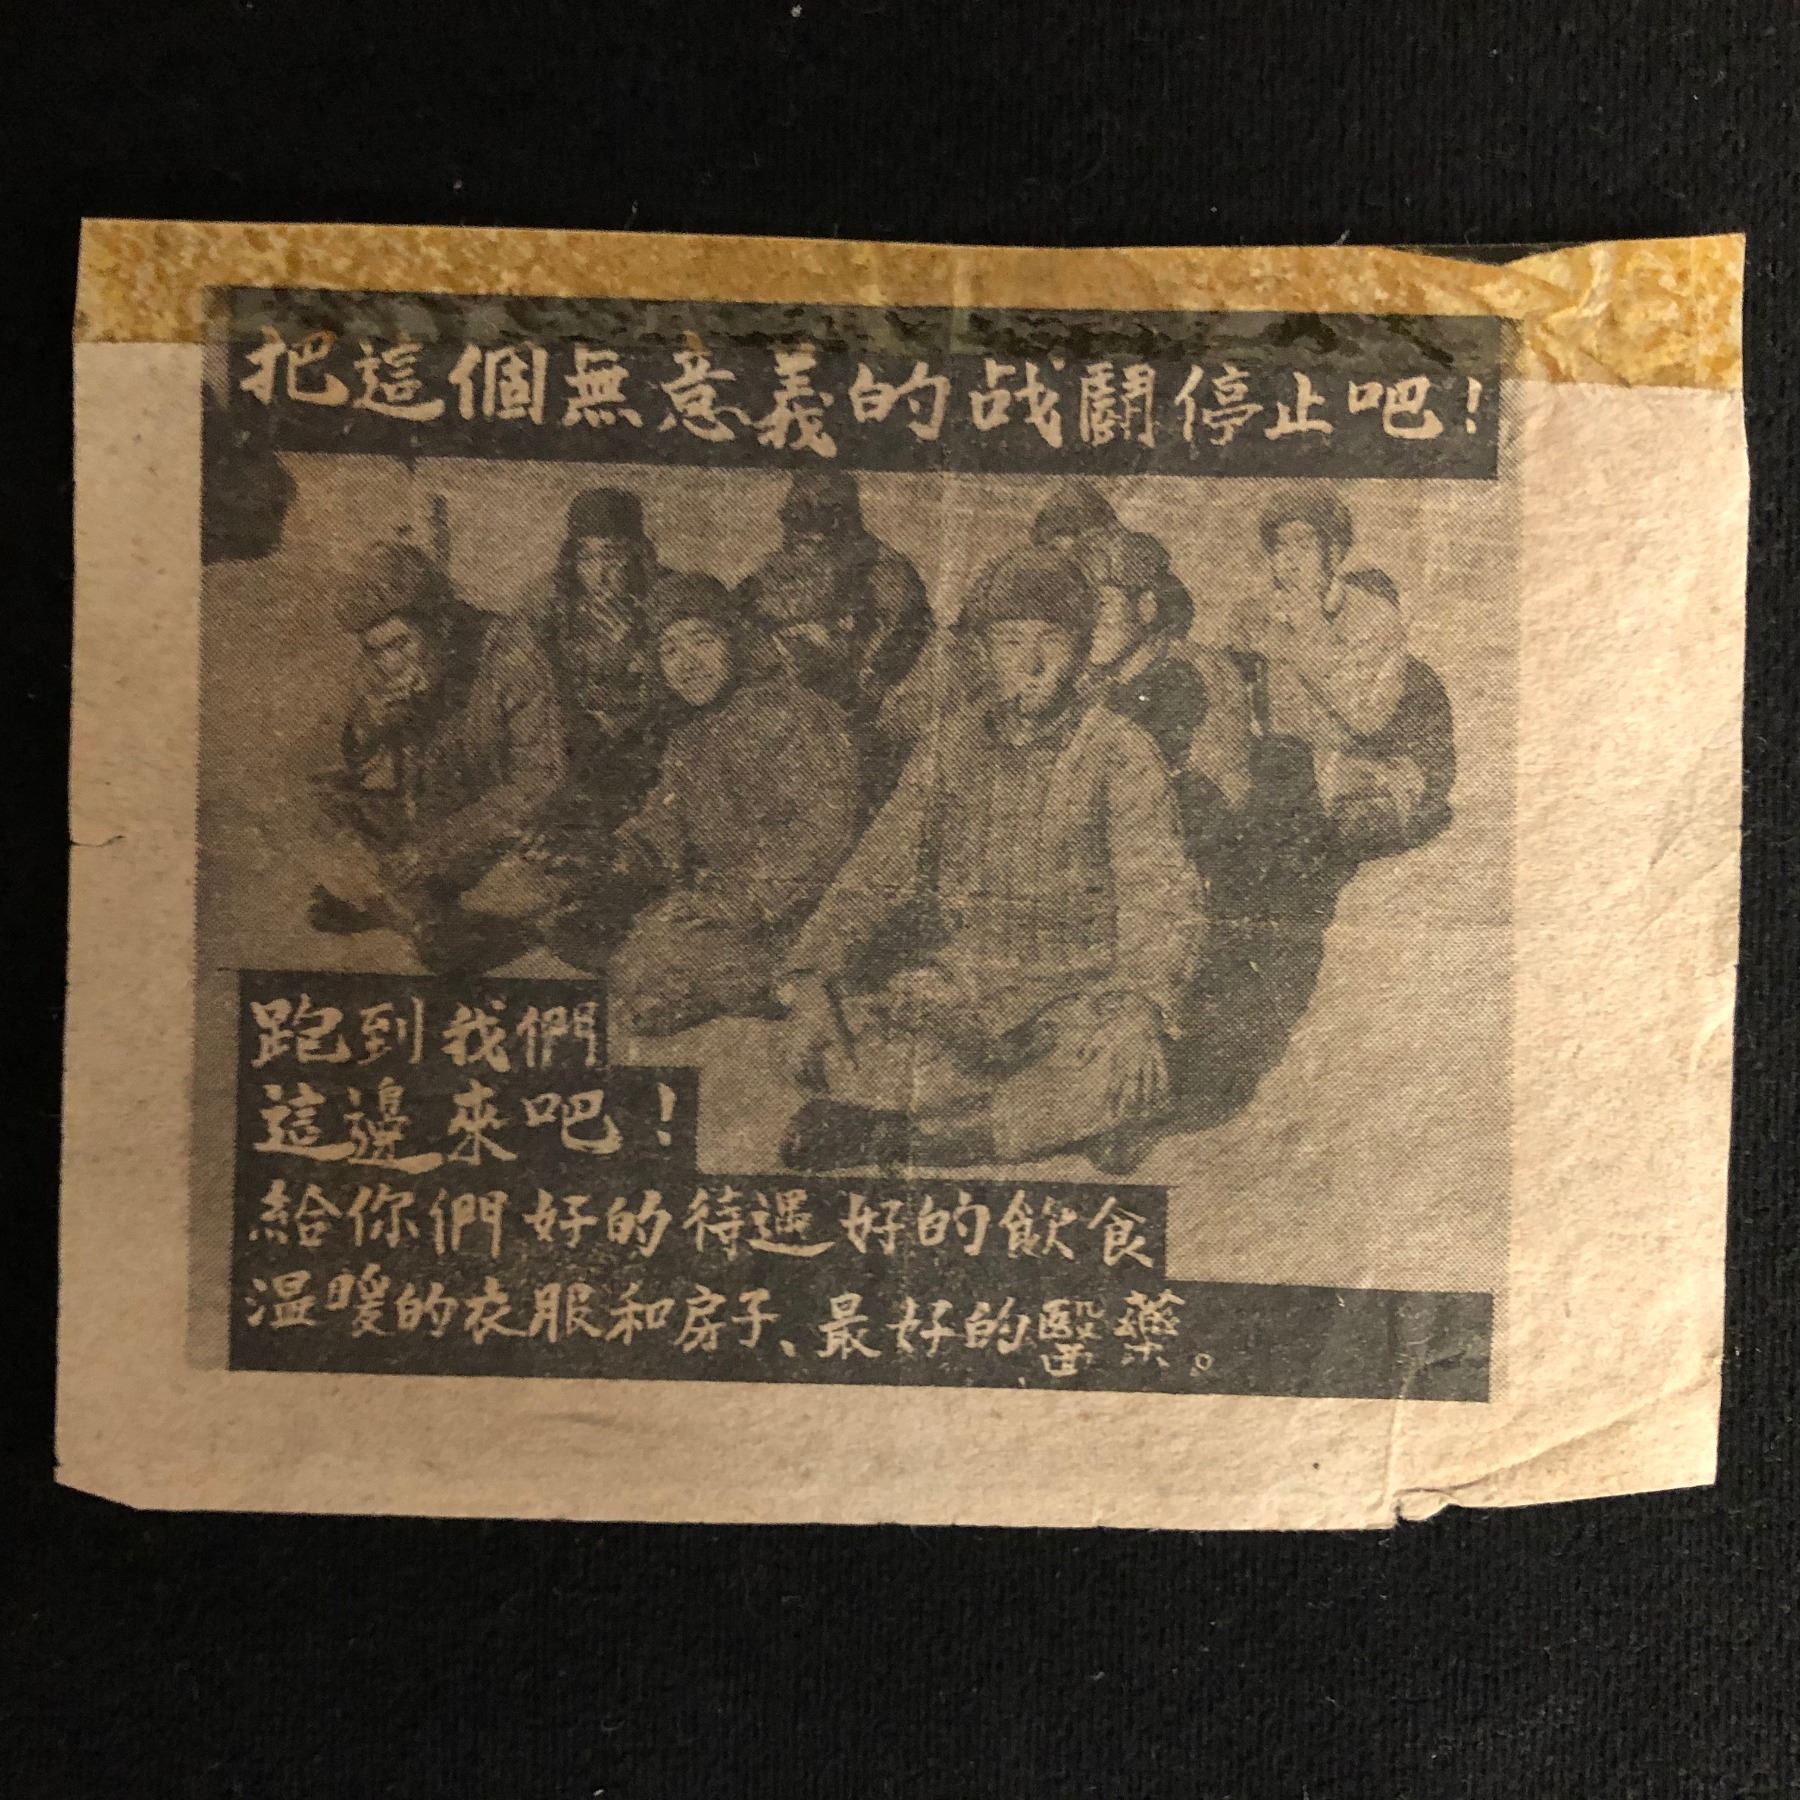 把這個無意義的战鬪停止吧！
跑到我們
這邊來吧！
給你們好的待遇好的飲食
温暖的衣服和房子、最好的醫藥。